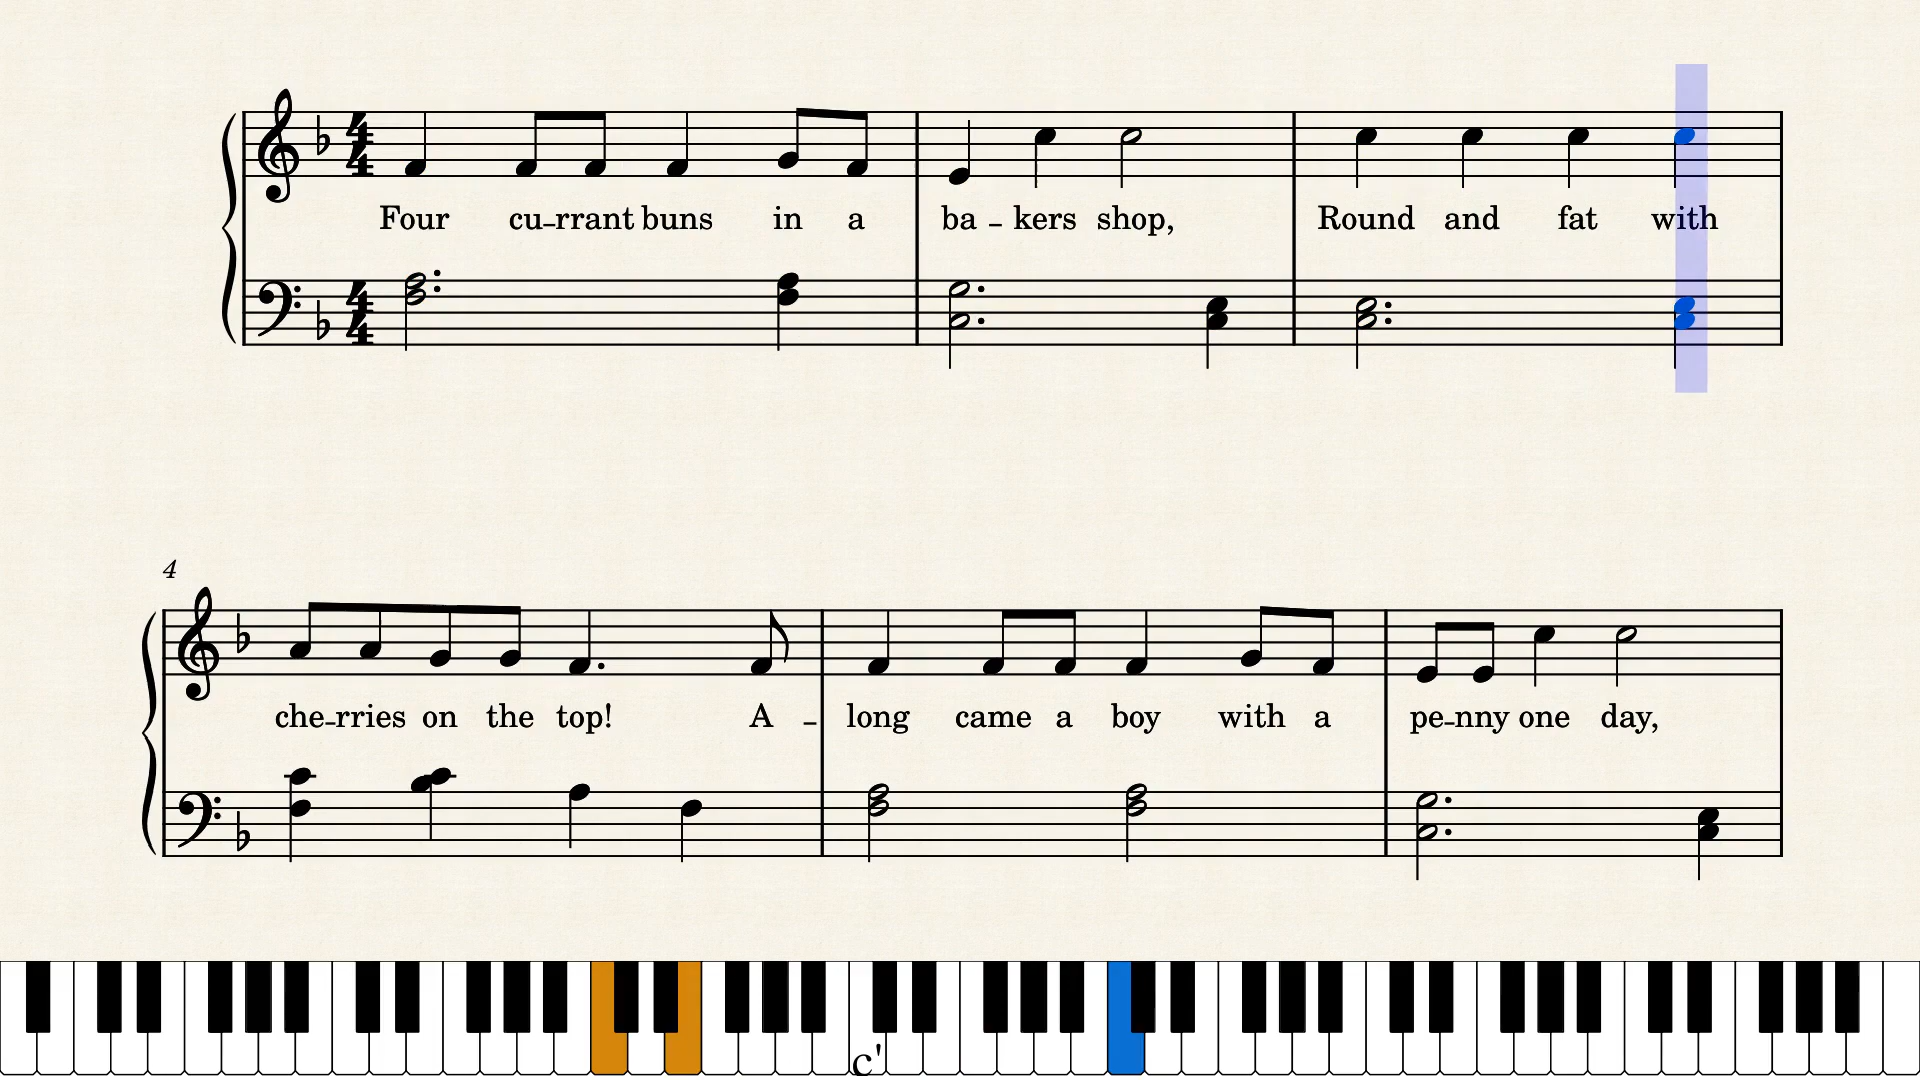 Four cu-rrant buns in a ba - kers shop, Round and fat with
4
che-rries on the top! A - long came a boy with a pe-nny one day,
c'